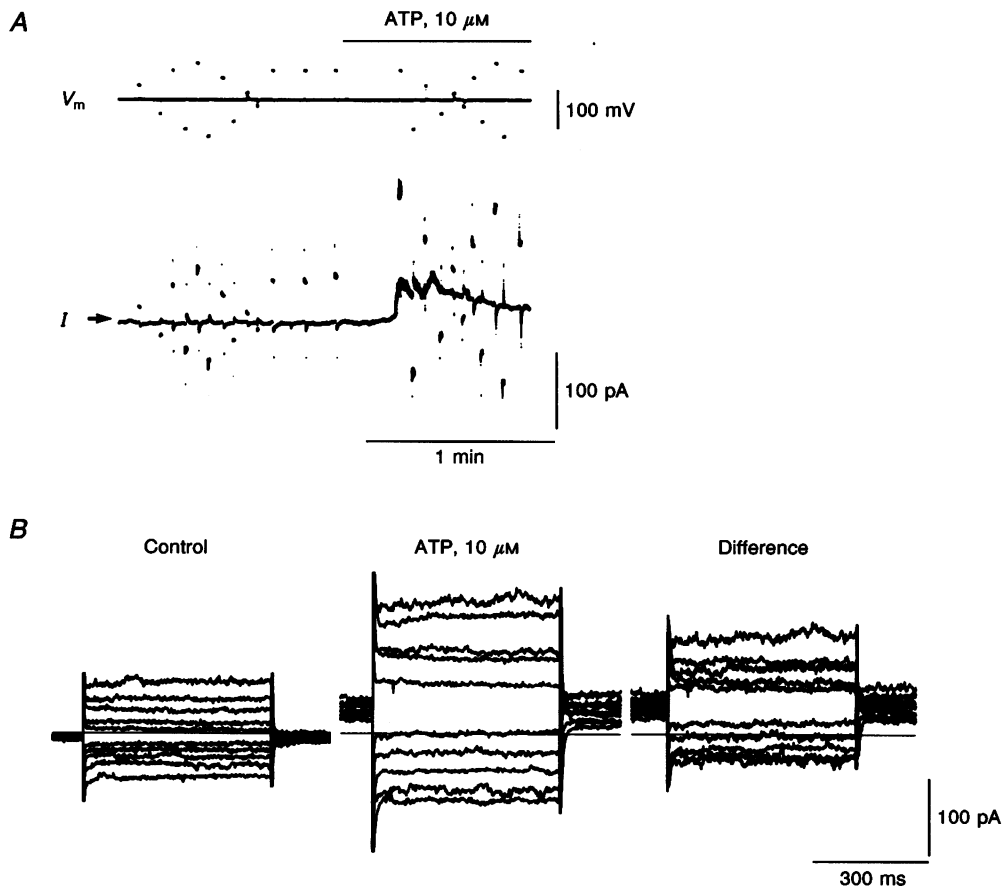 A
ATP, 10 μM
Vm
100 mV
I
100 pA
1 min
B
Control
ATP, 10 μM
Difference
100 pA
300 ms